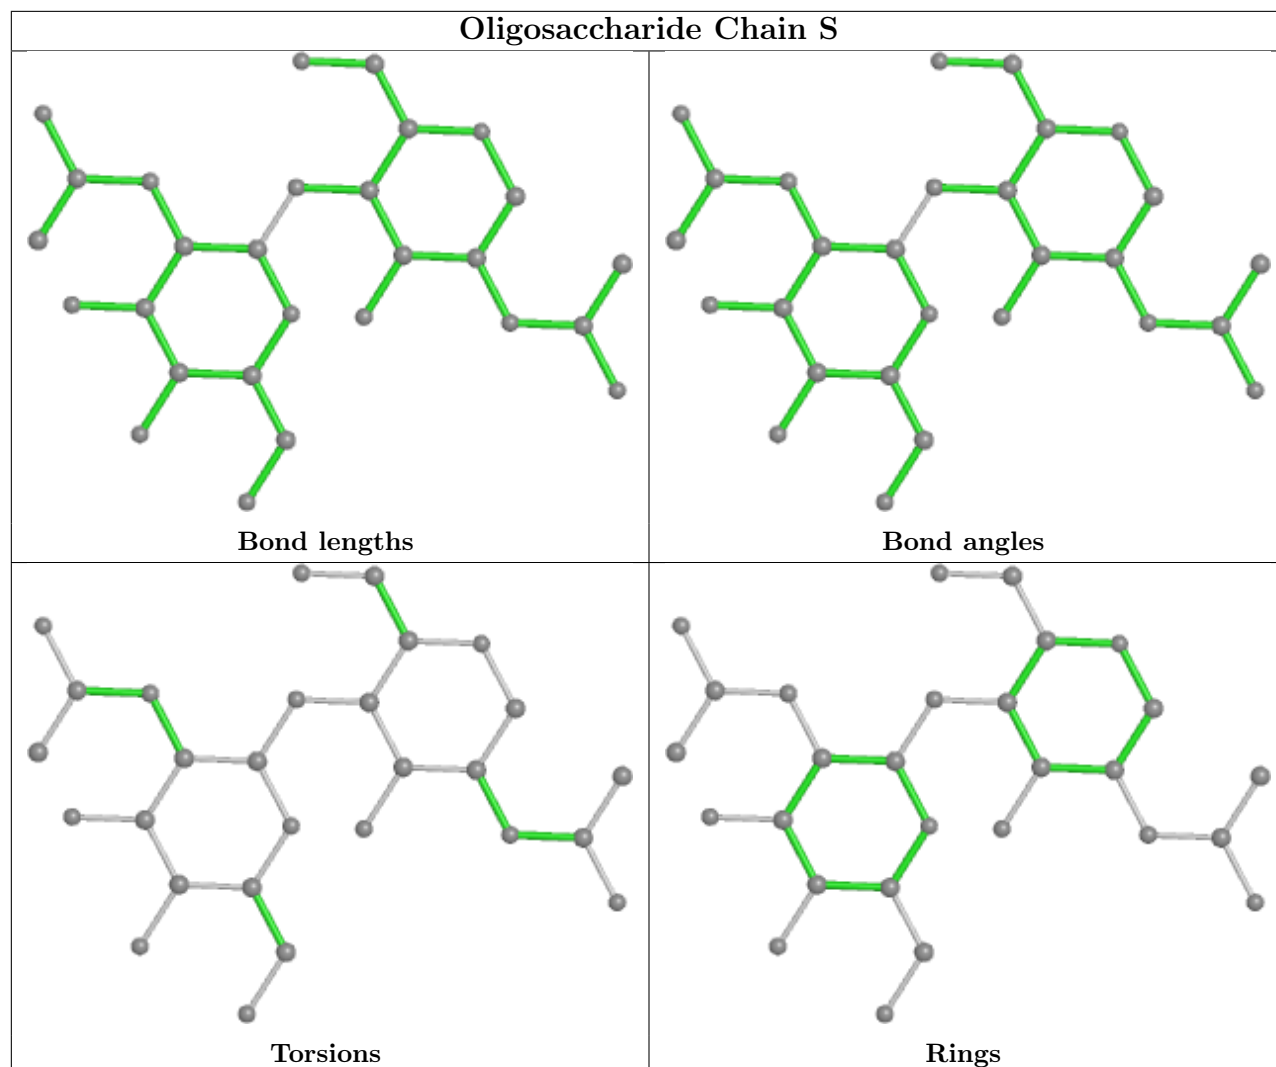 Oligosaccharide Chain S
Bond lengths
Bond angles
Torsions
Rings